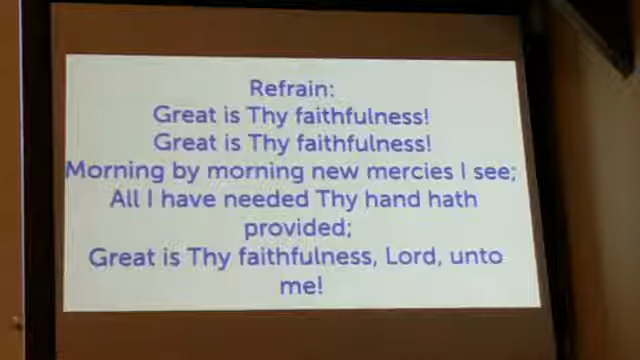 Refrain:
Great is Thy faithfulness!
Great is Thy faithfulness!
Morning by morning new mercies I see;
All I have needed Thy hand hath
provided;
Great is Thy faithfulness, Lord, unto
me!